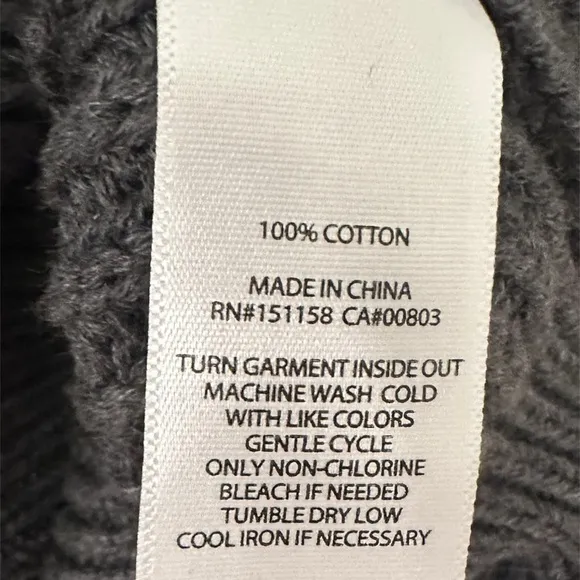 100% COTTON
MADE IN CHINA
RN#151158 CA#00803
TURN GARMENT INSIDE OUT
MACHINE WASH COLD
WITH LIKE COLORS
GENTLE CYCLE
ONLY NON-CHLORINE
BLEACH IF NEEDED
TUMBLE DRY LOW
COOL IRON IF NECESSARY